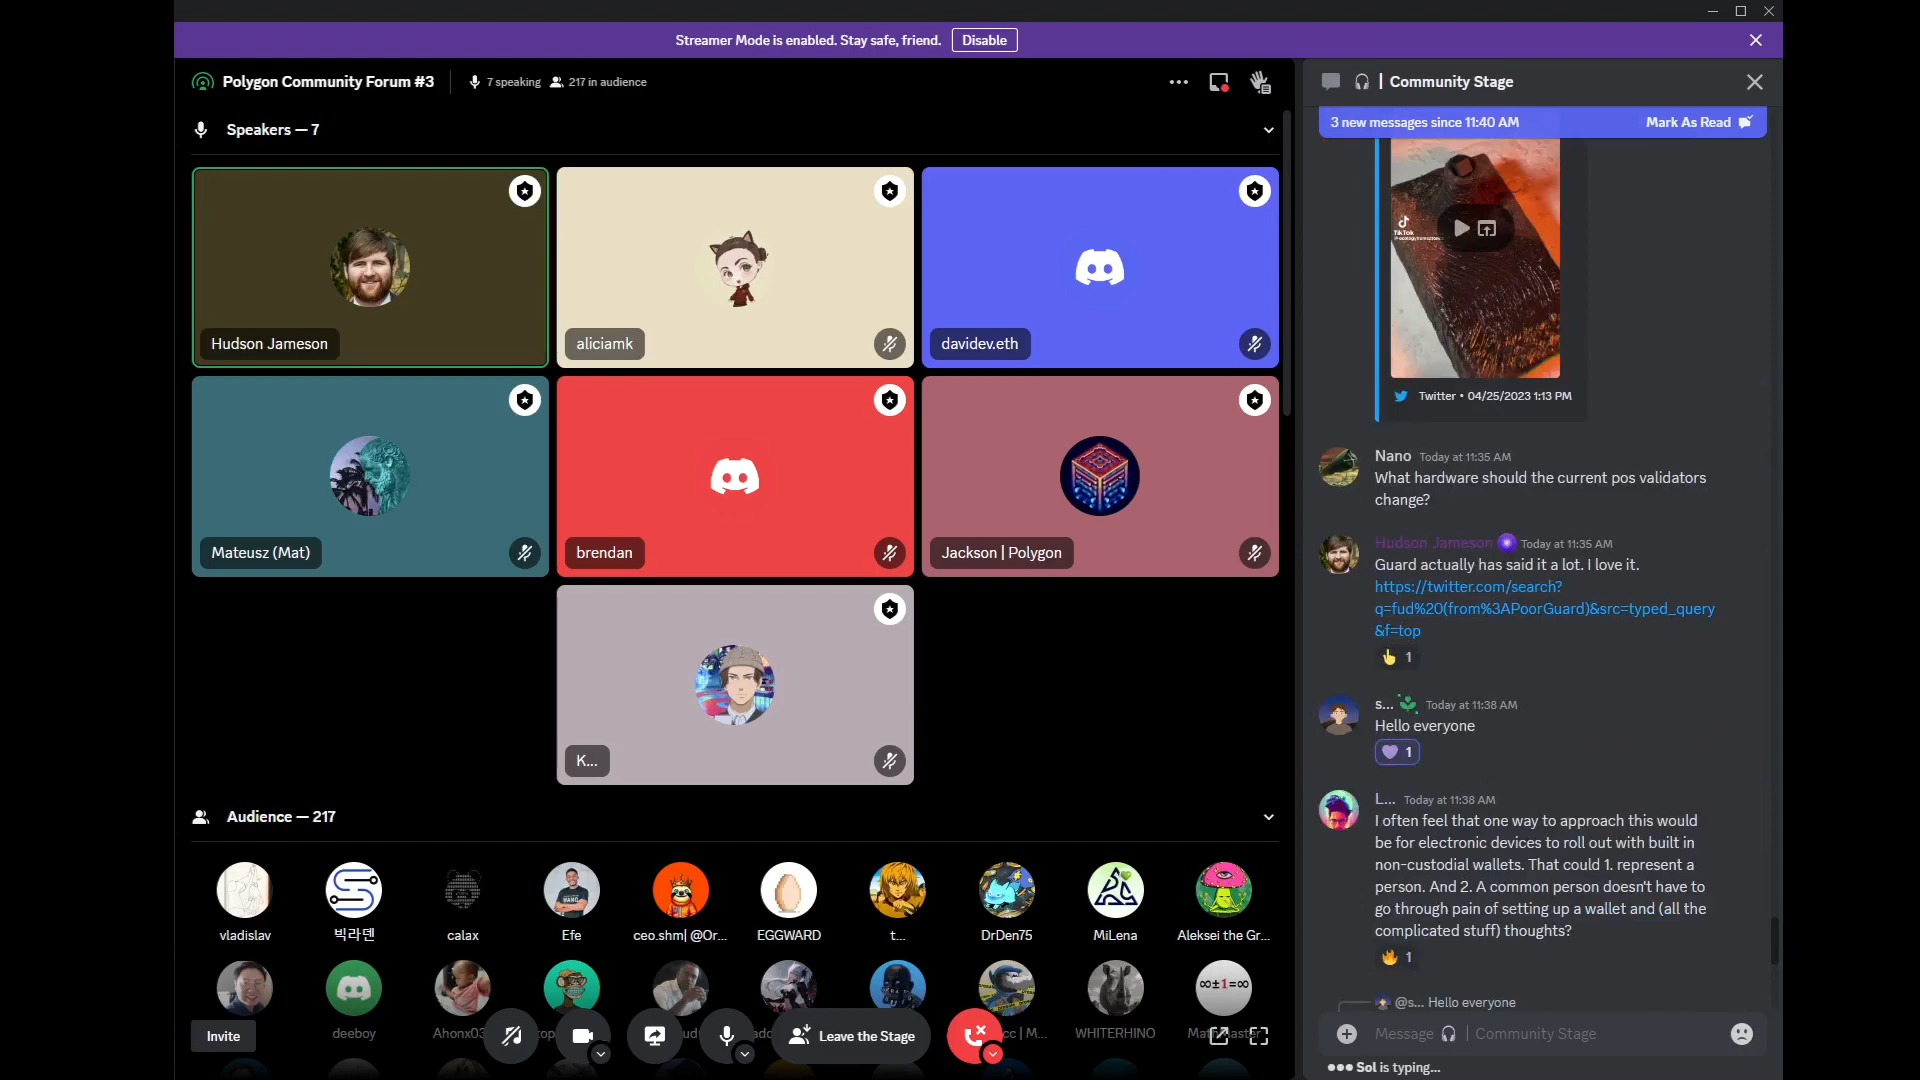 Streamer Mode is enabled. Stay safe, friend. Disable
Polygon Community Forum #3
7 speaking 217 in audience
Speakers — 7
Hudson Jameson
aliciamk
davidev.eth
Mateusz (Mat)
brendan
Jackson | Polygon
K...
Audience — 217
vladislav
빅라덴
calax
Efe
ceo.shm| @Or...
EGGWARD
t...
DrDen75
MiLena
Aleksei the Gr...
∞±1=∞
deeboy
WHITERHINO
Invite
Leave the Stage
| Community Stage
3 new messages since 11:40 AM Mark As Read
TikTok
Twitter • 04/25/2023 1:13 PM
Nano Today at 11:35 AM
What hardware should the current pos validators
change?
Hudson Jameson Today at 11:35 AM
Guard actually has said it a lot. I love it.
https://twitter.com/search?
q=fud%20(from%3APoorGuard)&src=typed_query
&f=top
1
s... Today at 11:38 AM
Hello everyone
1
L... Today at 11:38 AM
I often feel that one way to approach this would
be for electronic devices to roll out with built in
non-custodial wallets. That could 1. represent a
person. And 2. A common person doesn't have to
go through pain of setting up a wallet and (all the
complicated stuff) thoughts?
1
@s... Hello everyone
Message | Community Stage
Sol is typing...